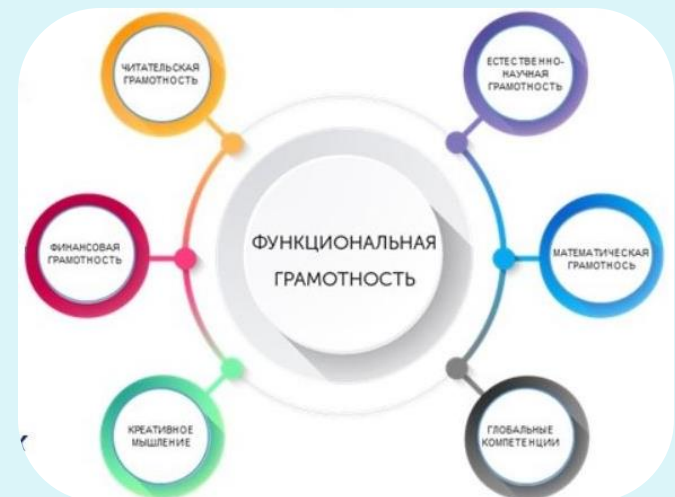 ЧИТАТЕЛЬСКАЯ
ГРАМОТНОСТЬ
ЕСТЕСТВЕННО-
НАУЧНАЯ
ГРАМОТНОСТЬ
ФИНАНСОВАЯ
ГРАМОТНОСТЬ
ФУНКЦИОНАЛЬНАЯ
ГРАМОТНОСТЬ
МАТЕМАТИЧЕСКАЯ
ГРАМОТНОСЬ
КРЕАТИВНОЕ
МЫШЛЕНИЕ
ГЛОБАЛЬНЫЕ
КОМПЕТЕНЦИИ